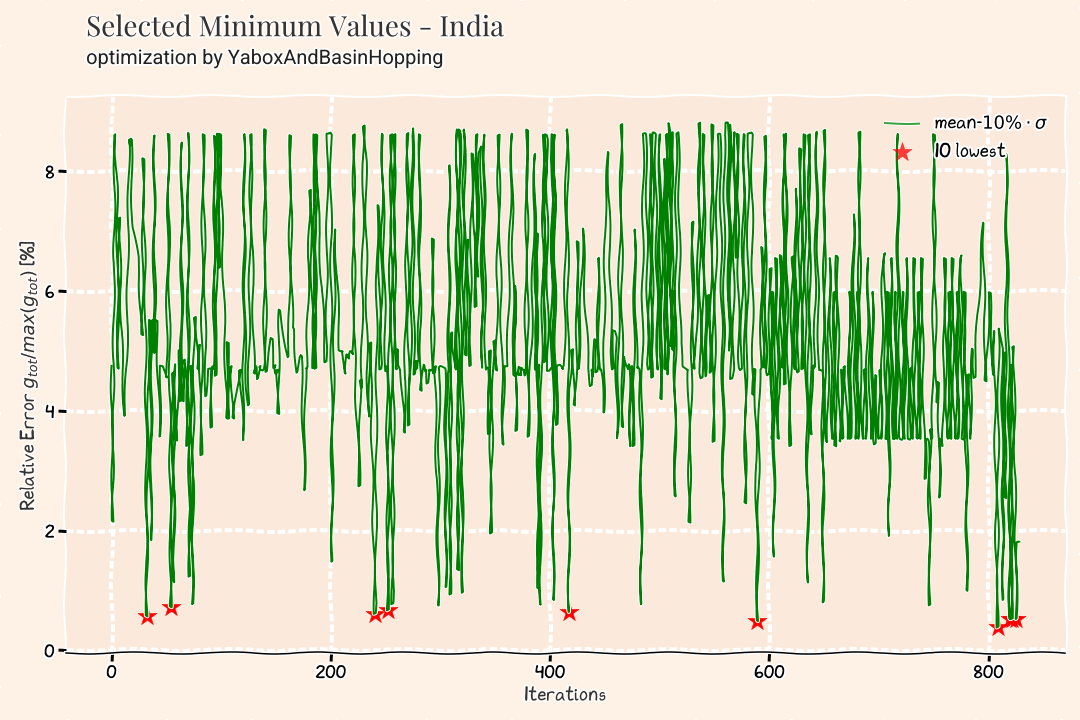 Selected Minimum Values - India
optimization by YaboxAndBasinHopping
mean-10% · σ
10 lowest
Relative Error g_tot/max(g_tot) [%]
8
6
4
2
0
0 200 400 600 800
Iterations